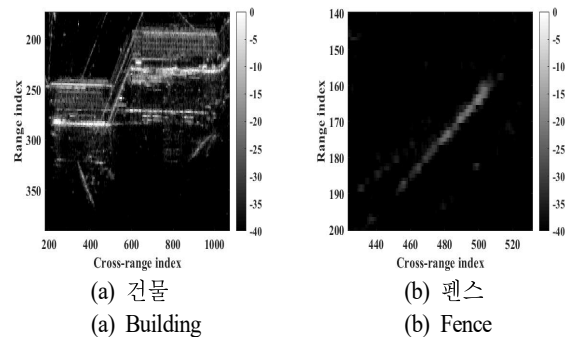 200
250
300
350
Range index
200 400 600 800 1000
Cross-range index
0
-5
-10
-15
-20
-25
-30
-35
-40
(a) 건물
(a) Building
140
150
160
170
180
190
200
Range index
440 460 480 500 520
Cross-range index
0
-5
-10
-15
-20
-25
-30
-35
-40
(b) 펜스
(b) Fence